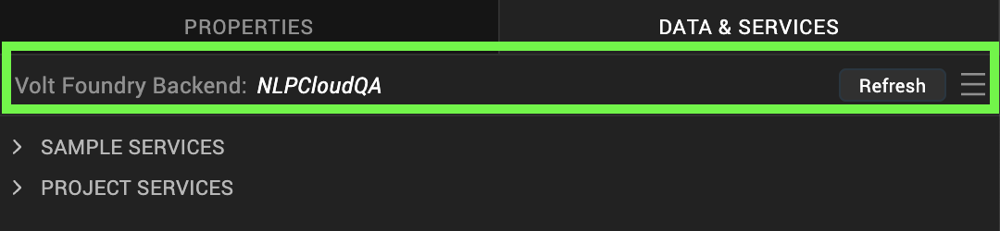 PROPERTIES DATA & SERVICES
Volt Foundry Backend: NLPCloudQA Refresh
SAMPLE SERVICES
PROJECT SERVICES